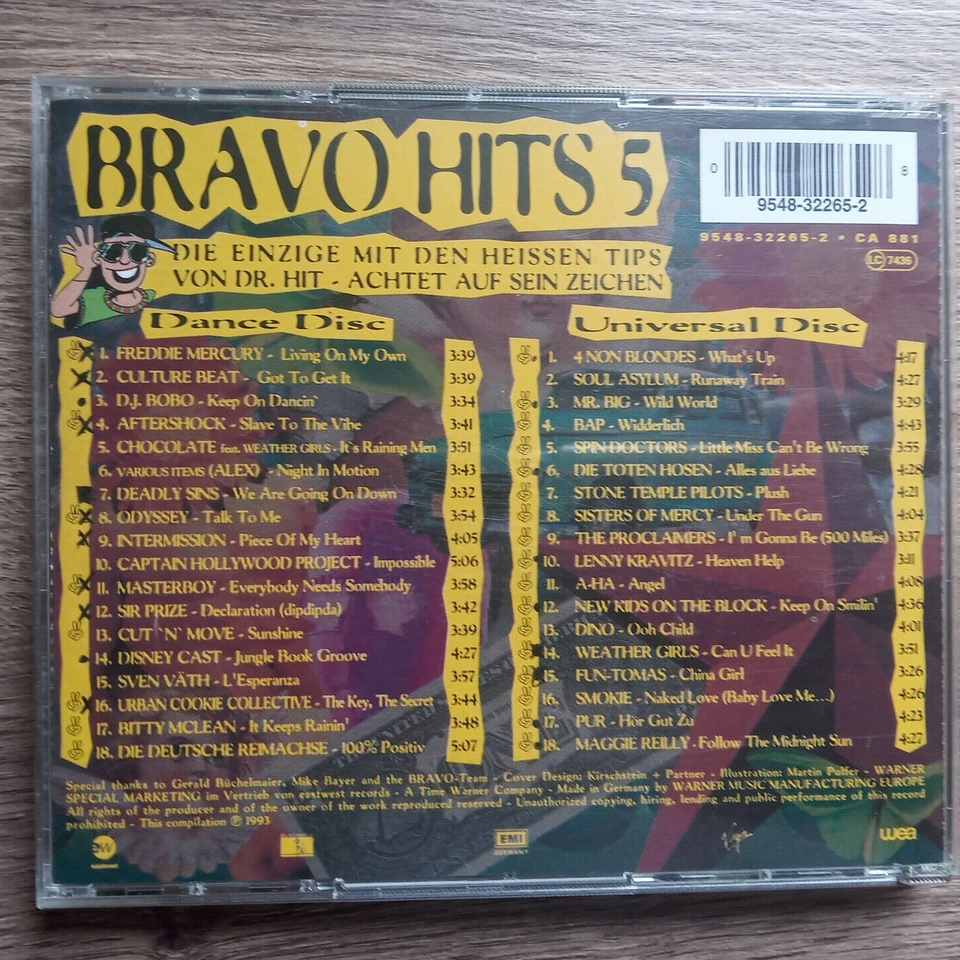 BRAVO HITS 5
0 8
9548-32265-2
9548-32265-2 • CA 881
LC 7436
DIE EINZIGE MIT DEN HEISSEN TIPS
VON DR. HIT - ACHTET AUF SEIN ZEICHEN
Dance Disc
1. FREDDIE MERCURY - Living On My Own 3:39
2. CULTURE BEAT - Got To Get It 3:39
3. D.J. BOBO - Keep On Dancin' 3:34
4. AFTERSHOCK - Slave To The Vibe 3:41
5. CHOCOLATE feat. WEATHER GIRLS - It's Raining Men 3:51
6. VARIOUS ITEMS (ALEX) - Night In Motion 3:43
7. DEADLY SINS - We Are Going On Down 3:32
8. ODYSSEY - Talk To Me 3:54
9. INTERMISSION - Piece Of My Heart 4:05
10. CAPTAIN HOLLYWOOD PROJECT - Impossible 5:06
11. MASTERBOY - Everybody Needs Somebody 3:58
12. SIR PRIZE - Declaration (dipdipda) 3:42
13. CUT `N` MOVE - Sunshine 3:39
14. DISNEY CAST - Jungle Book Groove 4:27
15. SVEN VÄTH - L'Esperanza 3:57
16. URBAN COOKIE COLLECTIVE - The Key, The Secret 3:44
17. BITTY MCLEAN - It Keeps Rainin' 3:48
18. DIE DEUTSCHE REIMACHSE - 100% Positiv 5:07
Universal Disc
1. 4 NON BLONDES - What's Up 4:17
2. SOUL ASYLUM - Runaway Train 4:27
3. MR. BIG - Wild World 3:29
4. BAP - Widderlich 4:43
5. SPIN DOCTORS - Little Miss Can't Be Wrong 3:55
6. DIE TOTEN HOSEN - Alles aus Liebe 4:28
7. STONE TEMPLE PILOTS - Plush 4:21
8. SISTERS OF MERCY - Under The Gun 4:04
9. THE PROCLAIMERS - I' m Gonna Be (500 Miles) 3:37
10. LENNY KRAVITZ - Heaven Help 3:11
11. A-HA - Angel 4:08
12. NEW KIDS ON THE BLOCK - Keep On Smilin' 4:36
13. DINO - Ooh Child 4:01
14. WEATHER GIRLS - Can U Feel It 3:51
15. FUN-TOMAS - China Girl 3:26
16. SMOKIE - Naked Love (Baby Love Me...) 4:26
17. PUR - Hör Gut Zu 4:23
18. MAGGIE REILLY - Follow The Midnight Sun 4:27
Special thanks to Gerald Büchelmaier, Mike Bayer and the BRAVO-Team - Cover Design: Kirschstein + Partner - Illustration: Martin Pulfer - WARNER
SPECIAL MARKETING im Vertrieb von eastwest records - A Time Warner Company - Made in Germany by WARNER MUSIC MANUFACTURING EUROPE
All rights of the producer and of the owner of the work reproduced reserved - Unauthorized copying, hiring, lending and public performance of this record
prohibited - This compilation ℗ 1993
ew
eastwest
EMI
GERMANY
Virgin
wea